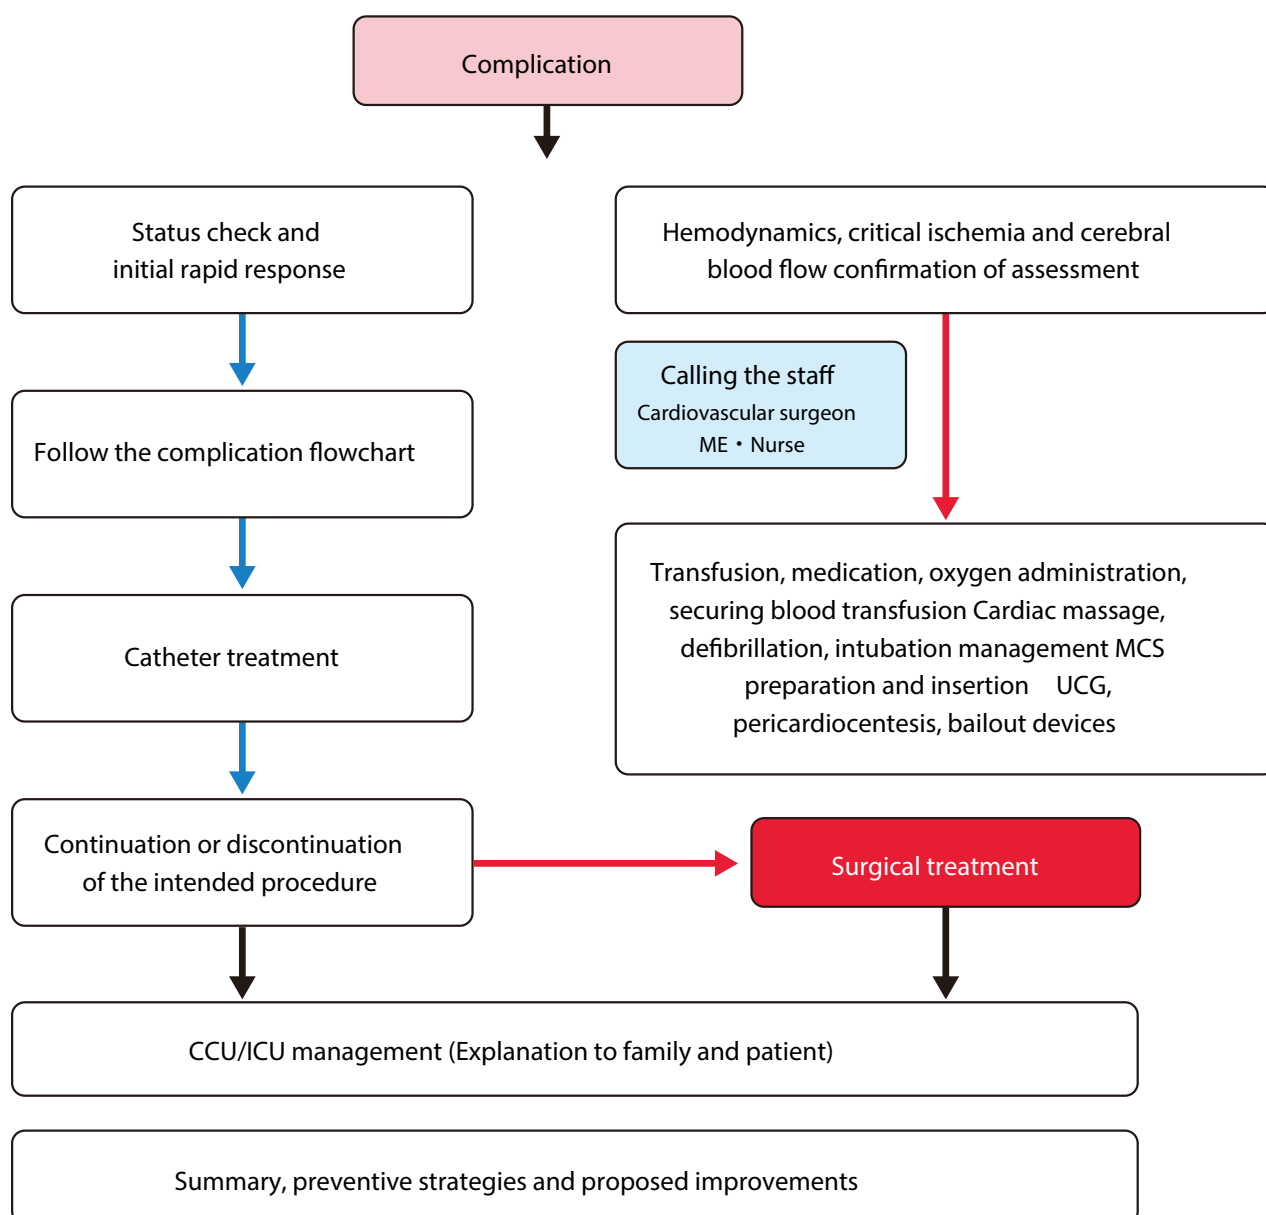 Complication
Status check and
initial rapid response
Hemodynamics, critical ischemia and cerebral
blood flow confirmation of assessment
Calling the staff
Cardiovascular surgeon
ME・Nurse
Follow the complication flowchart
Transfusion, medication, oxygen administration,
securing blood transfusion Cardiac massage,
defibrillation, intubation management MCS
preparation and insertion UCG,
pericardiocentesis, bailout devices
Catheter treatment
Continuation or discontinuation
of the intended procedure
Surgical treatment
CCU/ICU management (Explanation to family and patient)
Summary, preventive strategies and proposed improvements